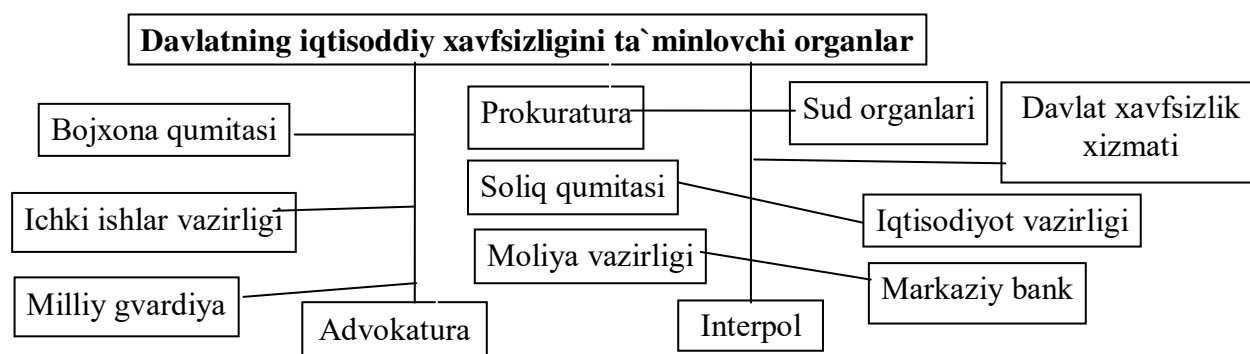 Davlatning iqtisoddiy xavfsizligini ta`minlovchi organlar
Bojxona qumitasi
Ichki ishlar vazirligi
Milliy gvardiya
Advokatura
Prokuratura
Sud organlari
Davlat xavfsizlik
xizmati
Soliq qumitasi
Iqtisodiyot vazirligi
Moliya vazirligi
Markaziy bank
Interpol